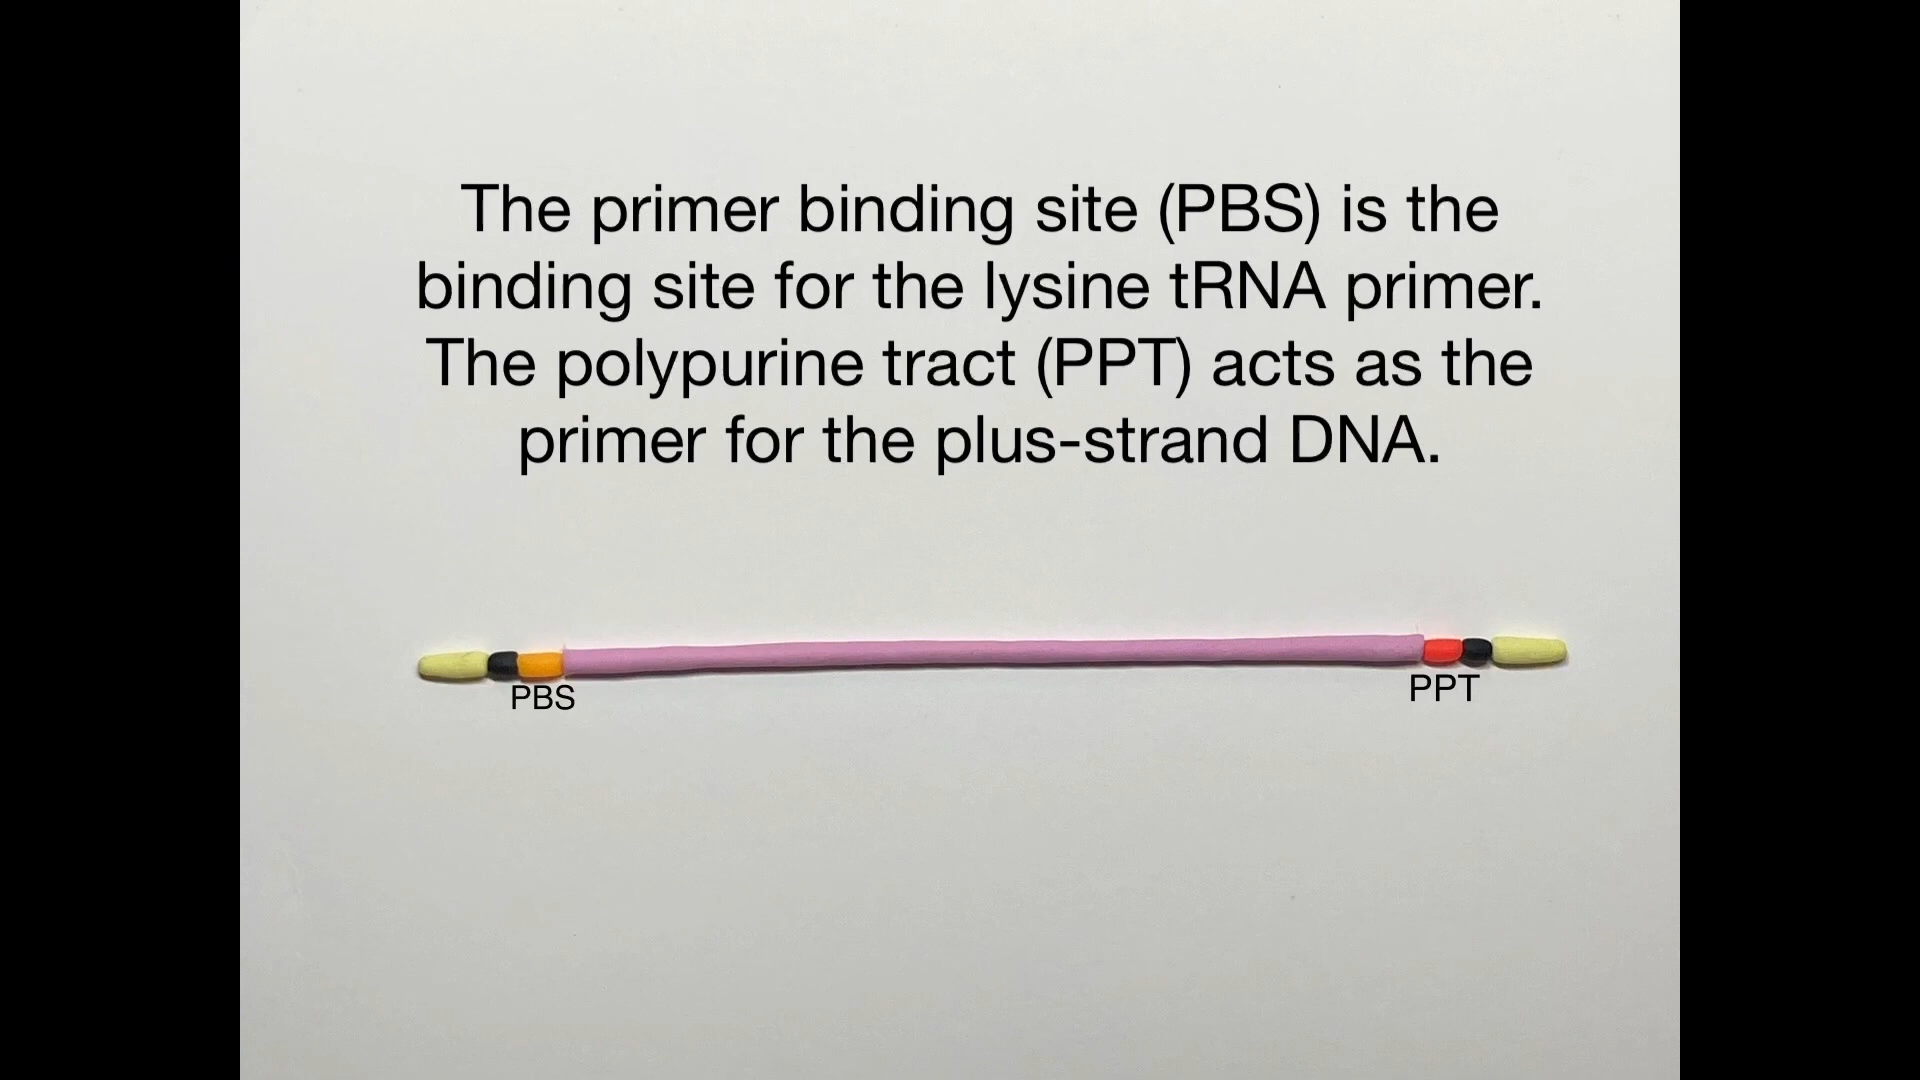 The primer binding site (PBS) is the
binding site for the lysine tRNA primer.
The polypurine tract (PPT) acts as the
primer for the plus-strand DNA.
PBS
PPT